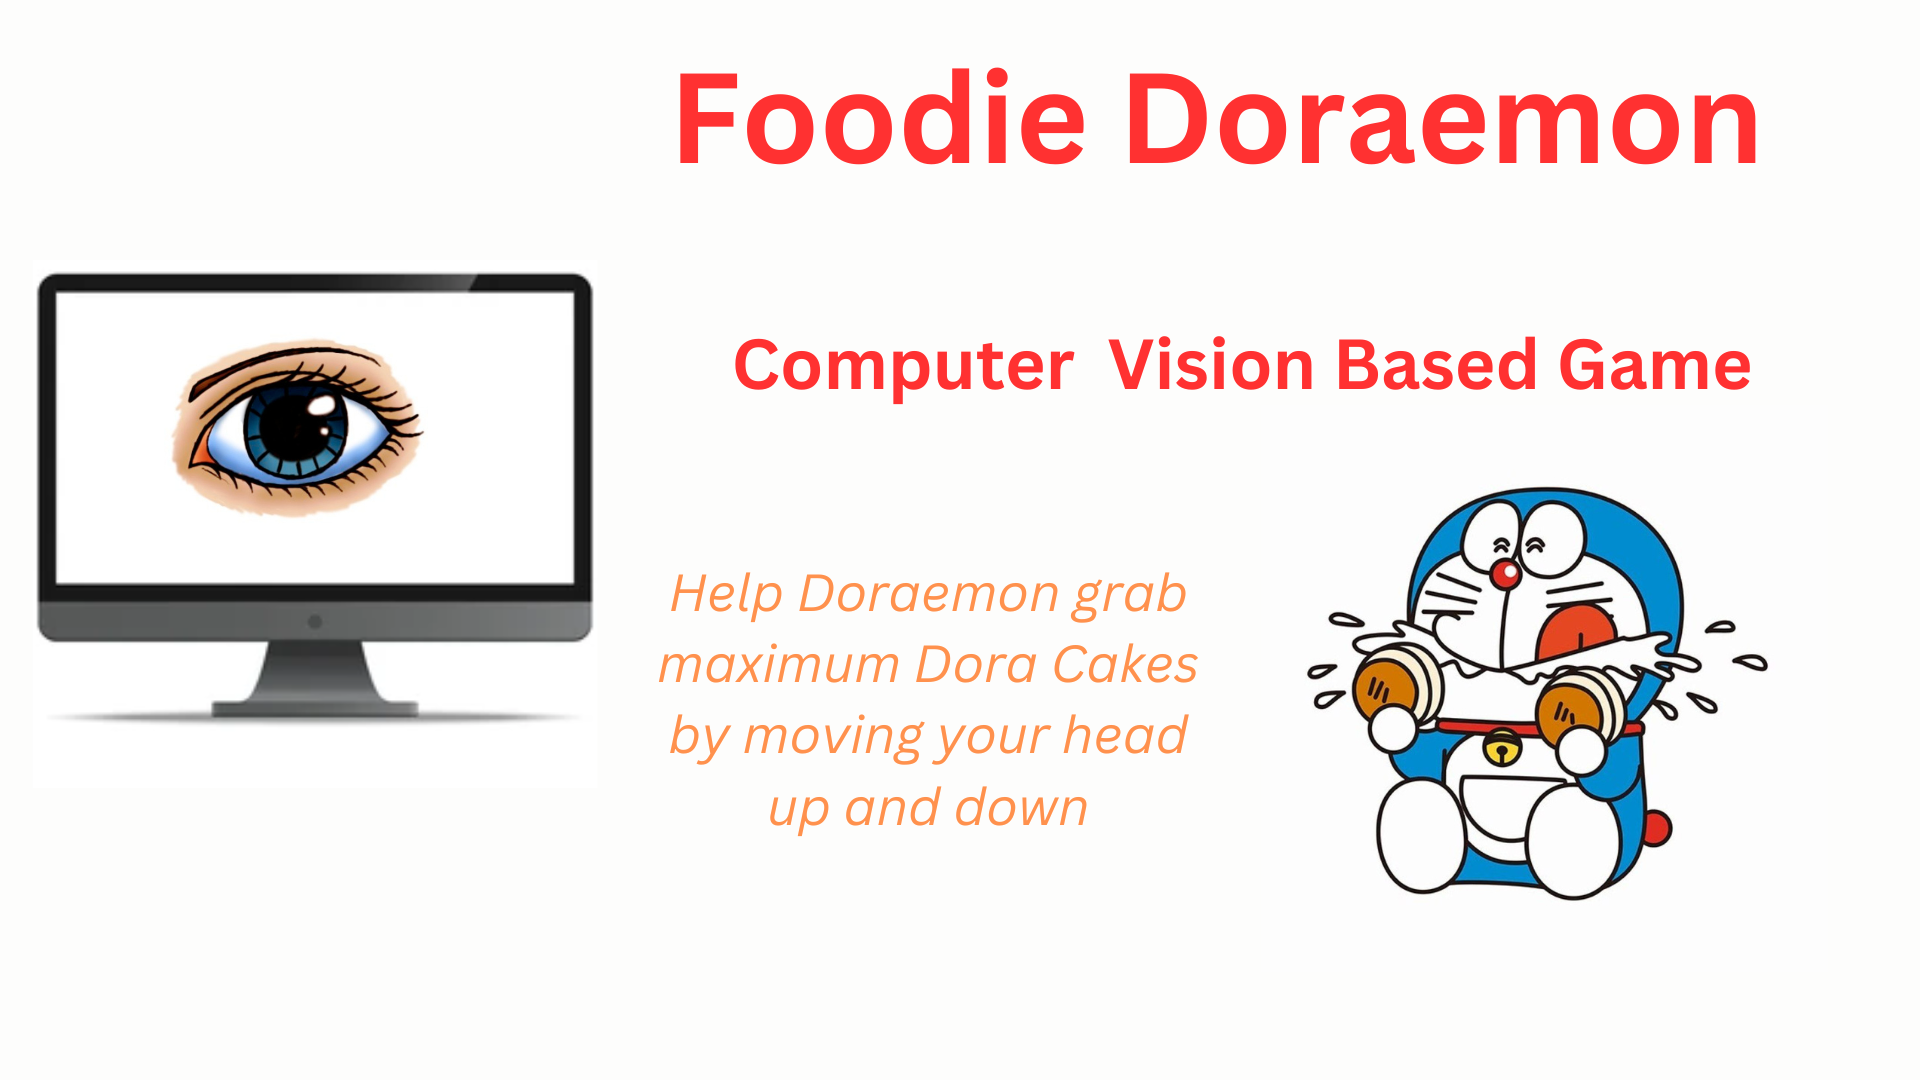 Foodie Doraemon
Computer Vision Based Game
Help Doraemon grab
maximum Dora Cakes
by moving your head
up and down